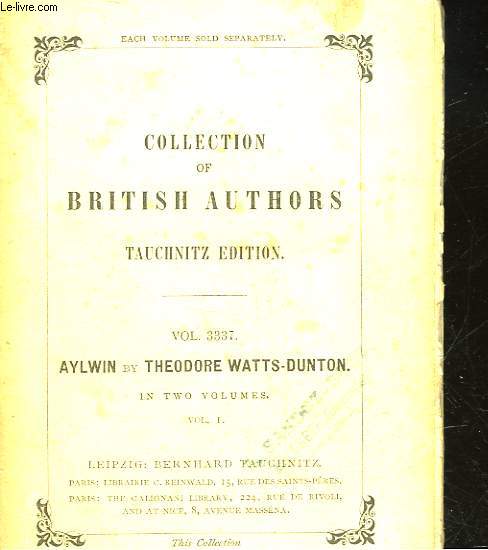 Le-livre.com
EACH VOLUME SOLD SEPARATELY.
COLLECTION
OF
BRITISH AUTHORS
TAUCHNITZ EDITION.
VOL. 3337.
AYLWIN BY THEODORE WATTS-DUNTON.
IN TWO VOLUMES.
VOL. I.
LEIPZIG: BERNHARD TAUCHNITZ.
PARIS: LIBRAIRIE C. REINWALD, 15, RUE DES SAINTS-PÈRES.
PARIS: THE GALIGNANI LIBRARY, 224, RUE DE RIVOLI,
AND AT NICE, 8, AVENUE MASSÉNA.
This Collection